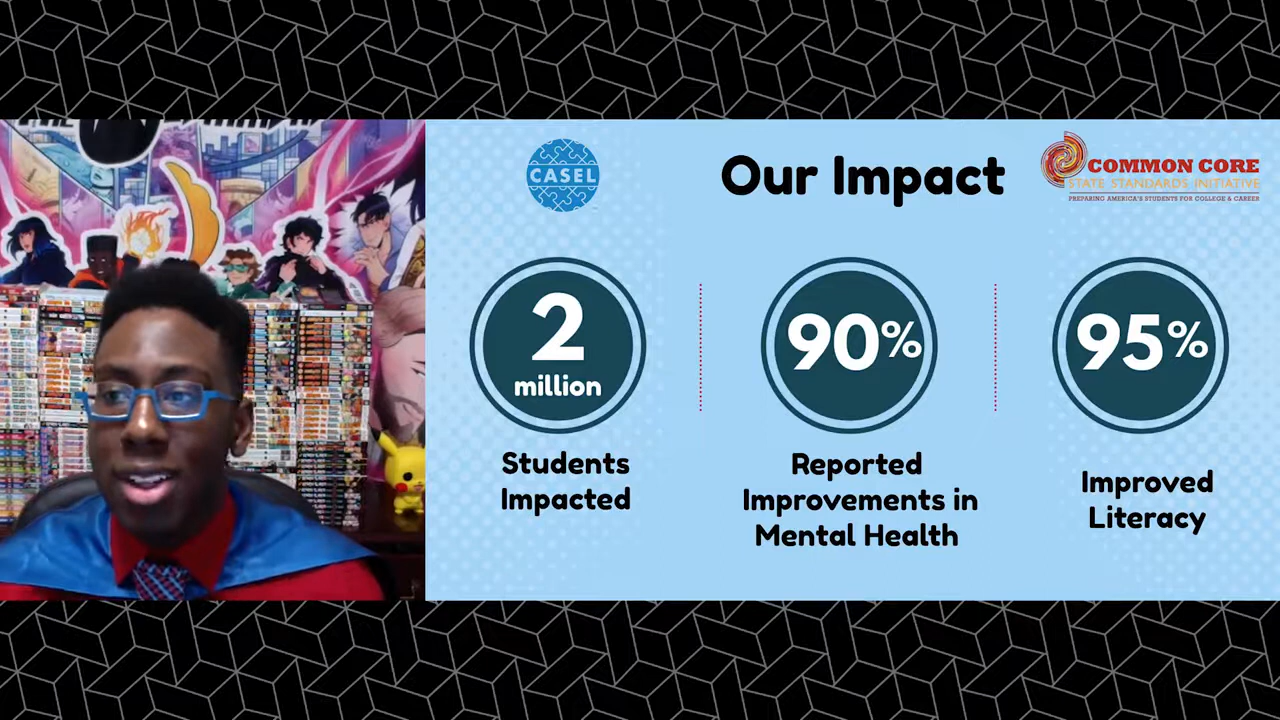 CASEL
Our Impact
COMMON CORE
STATE STANDARDS INITIATIVE
PREPARING AMERICA'S STUDENTS FOR COLLEGE & CAREER
2
million
90%
95%
Students
Impacted
Reported
Improvements in
Mental Health
Improved
Literacy